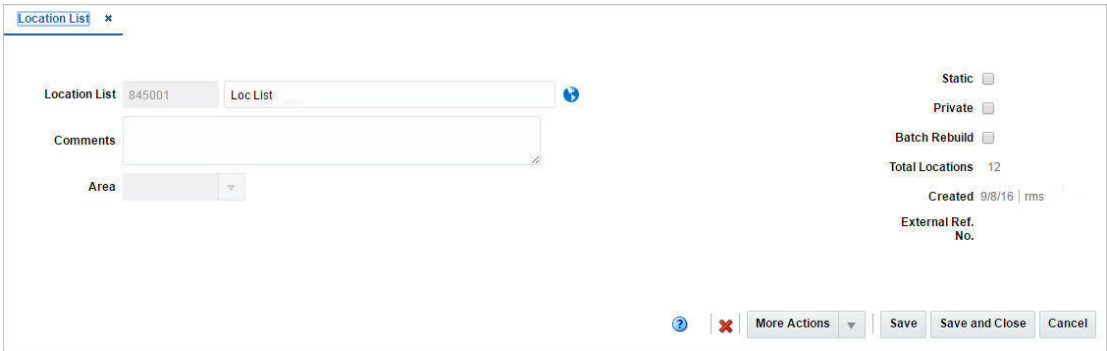 Location List ×
Location List 845001 Loc List
Comments
Area
Static
Private
Batch Rebuild
Total Locations 12
Created 9/8/16 | rms
External Ref.
No.
? More Actions Save Save and Close Cancel